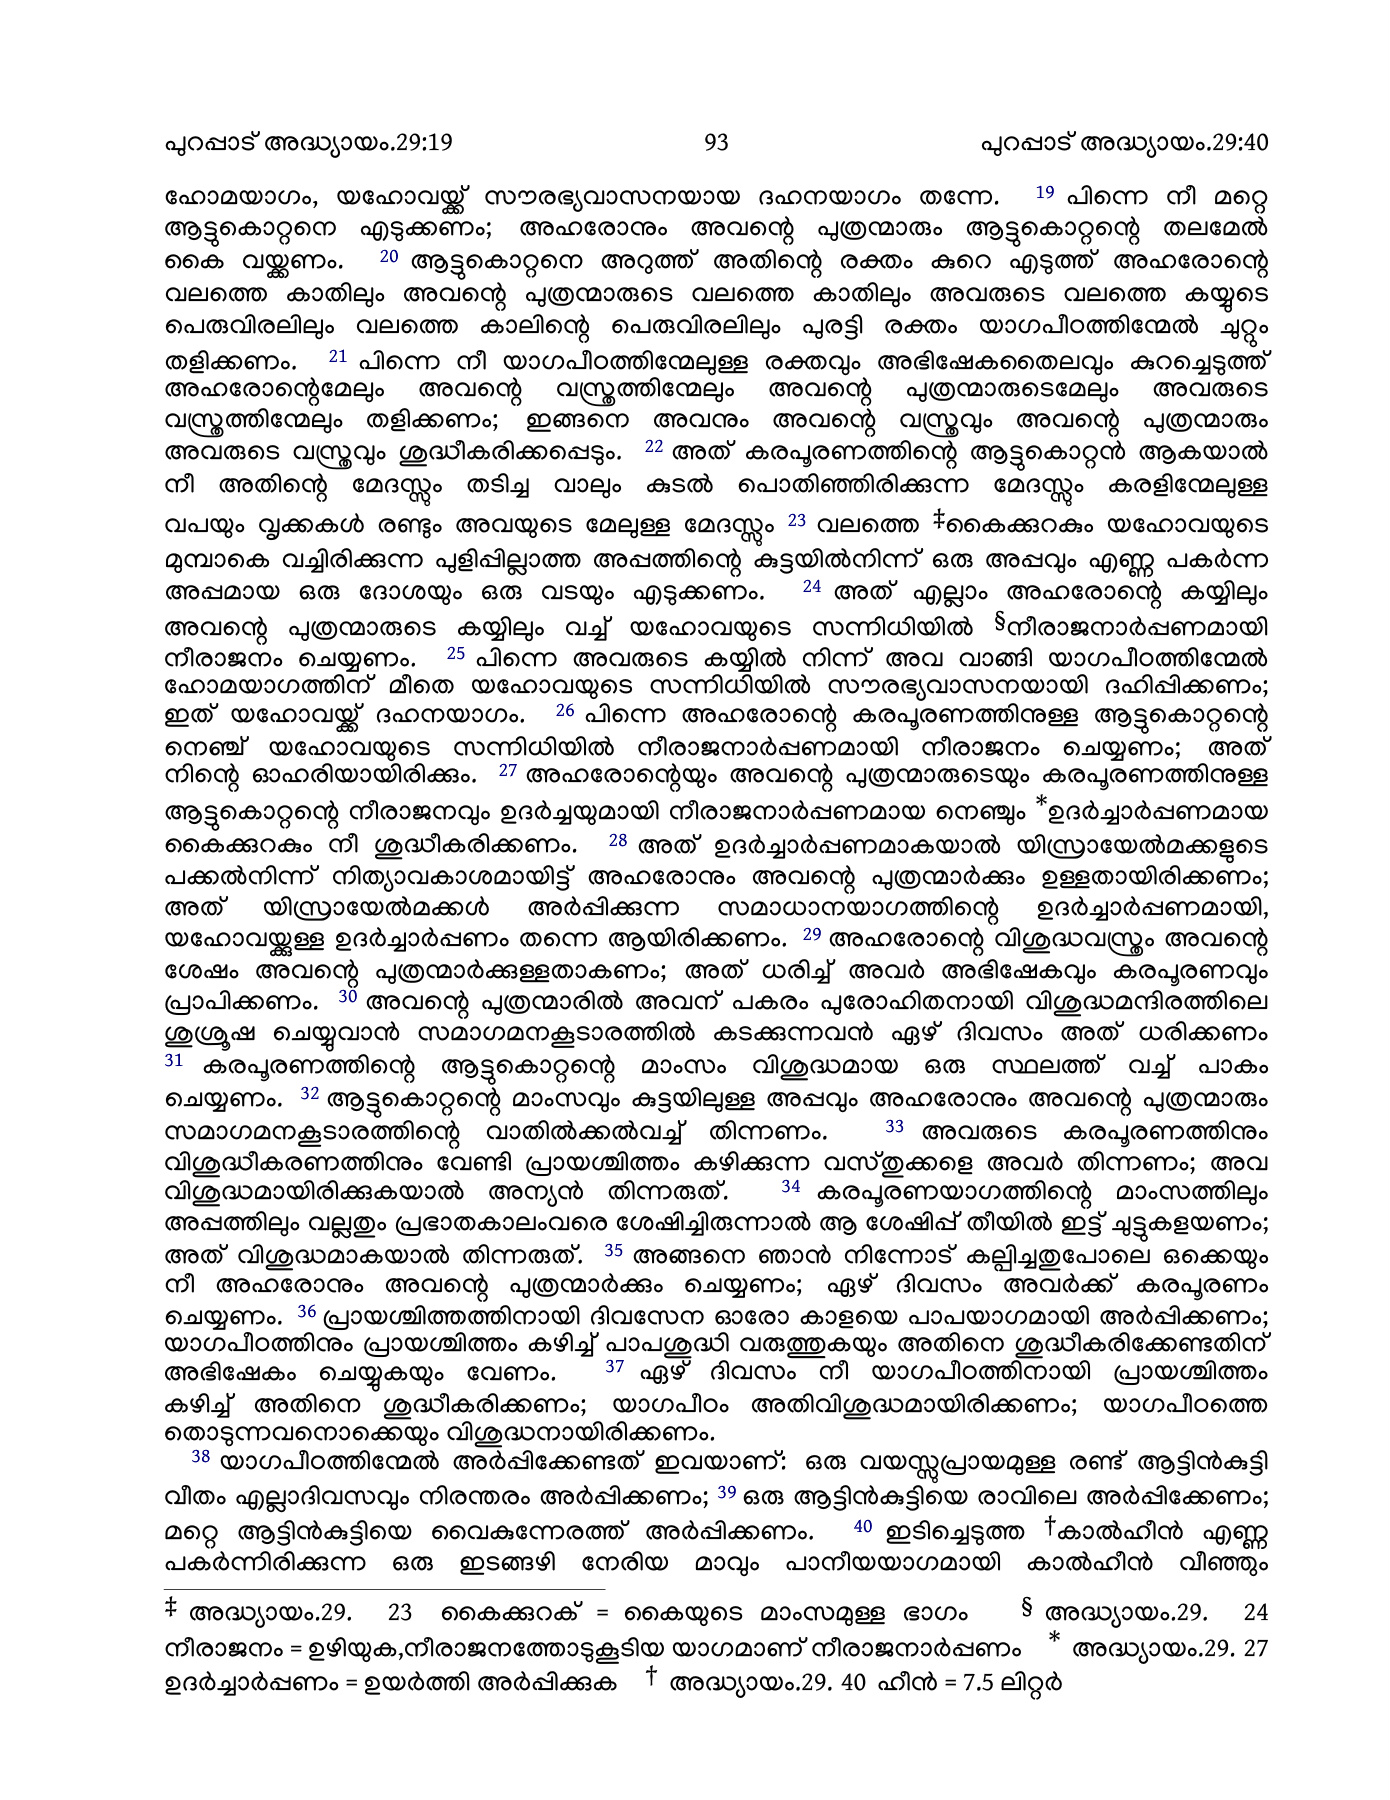 പുറപ്പാട് അദ്ധ്യായം.29:19 93 പുറപ്പാട് അദ്ധ്യായം.29:40
ഹോമയാഗം, യഹോവയ്ക്ക് സൗരഭ്യവാസനയായ ദഹനയാഗം തന്നേ. 19 പിന്നെ നീ മറ്റെ
ആട്ടുകൊറ്റനെ എടുക്കണം; അഹരോനും അവന്റെ പുത്രന്മാരും ആട്ടുകൊറ്റന്റെ തലമേൽ
കൈ വയ്ക്കണം. 20 ആട്ടുകൊറ്റനെ അറുത്ത് അതിന്റെ രക്തം കുറെ എടുത്ത് അഹരോന്റെ
വലത്തെ കാതിലും അവന്റെ പുത്രന്മാരുടെ വലത്തെ കാതിലും അവരുടെ വലത്തെ കയ്യുടെ
പെരുവിരലിലും വലത്തെ കാലിന്റെ പെരുവിരലിലും പുരട്ടി രക്തം യാഗപീഠത്തിന്മേൽ ചുറ്റും
തളിക്കണം. 21 പിന്നെ നീ യാഗപീഠത്തിന്മേലുള്ള രക്തവും അഭിഷേകതൈലവും കുറച്ചെടുത്ത്
അഹരോന്റെമേലും അവന്റെ വസ്ത്രത്തിന്മേലും അവന്റെ പുത്രന്മാരുടെമേലും അവരുടെ
വസ്ത്രത്തിന്മേലും തളിക്കണം; ഇങ്ങനെ അവനും അവന്റെ വസ്ത്രവും അവന്റെ പുത്രന്മാരും
അവരുടെ വസ്ത്രവും ശുദ്ധീകരിക്കപ്പെടും. 22 അത് കരപൂരണത്തിന്റെ ആട്ടുകൊറ്റൻ ആകയാൽ
നീ അതിന്റെ മേദസ്സും തടിച്ച വാലും കുടൽ പൊതിഞ്ഞിരിക്കുന്ന മേദസ്സും കരളിന്മേലുള്ള
വപയും വൃക്കകൾ രണ്ടും അവയുടെ മേലുള്ള മേദസ്സും 23 വലത്തെ ‡കൈക്കുറകും യഹോവയുടെ
മുമ്പാകെ വച്ചിരിക്കുന്ന പുളിപ്പില്ലാത്ത അപ്പത്തിന്റെ കുട്ടയിൽനിന്ന് ഒരു അപ്പവും എണ്ണ പകർന്ന
അപ്പമായ ഒരു ദോശയും ഒരു വടയും എടുക്കണം. 24 അത് എല്ലാം അഹരോന്റെ കയ്യിലും
അവന്റെ പുത്രന്മാരുടെ കയ്യിലും വച്ച് യഹോവയുടെ സന്നിധിയിൽ §നീരാജനാർപ്പണമായി
നീരാജനം ചെയ്യണം. 25 പിന്നെ അവരുടെ കയ്യിൽ നിന്ന് അവ വാങ്ങി യാഗപീഠത്തിന്മേൽ
ഹോമയാഗത്തിന് മീതെ യഹോവയുടെ സന്നിധിയിൽ സൗരഭ്യവാസനയായി ദഹിപ്പിക്കണം;
ഇത് യഹോവയ്ക്ക് ദഹനയാഗം. 26 പിന്നെ അഹരോന്റെ കരപൂരണത്തിനുള്ള ആട്ടുകൊറ്റന്റെ
നെഞ്ച് യഹോവയുടെ സന്നിധിയിൽ നീരാജനാർപ്പണമായി നീരാജനം ചെയ്യണം; അത്
നിന്റെ ഓഹരിയായിരിക്കും. 27 അഹരോന്റെയും അവന്റെ പുത്രന്മാരുടെയും കരപൂരണത്തിനുള്ള
ആട്ടുകൊറ്റന്റെ നീരാജനവും ഉദർച്ചയുമായി നീരാജനാർപ്പണമായ നെഞ്ചും *ഉദർച്ചാർപ്പണമായ
കൈക്കുറകും നീ ശുദ്ധീകരിക്കണം. 28 അത് ഉദർച്ചാർപ്പണമാകയാൽ യിസ്രായേൽമക്കളുടെ
പക്കൽനിന്ന് നിത്യാവകാശമായിട്ട് അഹരോനും അവന്റെ പുത്രന്മാർക്കും ഉള്ളതായിരിക്കണം;
അത് യിസ്രായേൽമക്കൾ അർപ്പിക്കുന്ന സമാധാനയാഗത്തിന്റെ ഉദർച്ചാർപ്പണമായി,
യഹോവയ്ക്കുള്ള ഉദർച്ചാർപ്പണം തന്നെ ആയിരിക്കണം. 29 അഹരോന്റെ വിശുദ്ധവസ്ത്രം അവന്റെ
ശേഷം അവന്റെ പുത്രന്മാർക്കുള്ളതാകണം; അത് ധരിച്ച് അവർ അഭിഷേകവും കരപൂരണവും
പ്രാപിക്കണം. 30 അവന്റെ പുത്രന്മാരിൽ അവന് പകരം പുരോഹിതനായി വിശുദ്ധമന്ദിരത്തിലെ
ശുശ്രൂഷ ചെയ്യുവാൻ സമാഗമനകൂടാരത്തിൽ കടക്കുന്നവൻ ഏഴ് ദിവസം അത് ധരിക്കണം
31 കരപൂരണത്തിന്റെ ആട്ടുകൊറ്റന്റെ മാംസം വിശുദ്ധമായ ഒരു സ്ഥലത്ത് വച്ച് പാകം
ചെയ്യണം. 32 ആട്ടുകൊറ്റന്റെ മാംസവും കുട്ടയിലുള്ള അപ്പവും അഹരോനും അവന്റെ പുത്രന്മാരും
സമാഗമനകൂടാരത്തിന്റെ വാതിൽക്കൽവച്ച് തിന്നണം. 33 അവരുടെ കരപൂരണത്തിനും
വിശുദ്ധീകരണത്തിനും വേണ്ടി പ്രായശ്ചിത്തം കഴിക്കുന്ന വസ്തുക്കളെ അവർ തിന്നണം; അവ
വിശുദ്ധമായിരിക്കുകയാൽ അന്യൻ തിന്നരുത്. 34 കരപൂരണയാഗത്തിന്റെ മാംസത്തിലും
അപ്പത്തിലും വല്ലതും പ്രഭാതകാലംവരെ ശേഷിച്ചിരുന്നാൽ ആ ശേഷിപ്പ് തീയിൽ ഇട്ട് ചുട്ടുകളയണം;
അത് വിശുദ്ധമാകയാൽ തിന്നരുത്. 35 അങ്ങനെ ഞാൻ നിന്നോട് കല്പിച്ചതുപോലെ ഒക്കെയും
നീ അഹരോനും അവന്റെ പുത്രന്മാർക്കും ചെയ്യണം; ഏഴ് ദിവസം അവർക്ക് കരപൂരണം
ചെയ്യണം. 36 പ്രായശ്ചിത്തത്തിനായി ദിവസേന ഓരോ കാളയെ പാപയാഗമായി അർപ്പിക്കണം;
യാഗപീഠത്തിനും പ്രായശ്ചിത്തം കഴിച്ച് പാപശുദ്ധി വരുത്തുകയും അതിനെ ശുദ്ധീകരിക്കേണ്ടതിന്
അഭിഷേകം ചെയ്യുകയും വേണം. 37 ഏഴ് ദിവസം നീ യാഗപീഠത്തിനായി പ്രായശ്ചിത്തം
കഴിച്ച് അതിനെ ശുദ്ധീകരിക്കണം; യാഗപീഠം അതിവിശുദ്ധമായിരിക്കണം; യാഗപീഠത്തെ
തൊടുന്നവനൊക്കെയും വിശുദ്ധനായിരിക്കണം.
38 യാഗപീഠത്തിന്മേൽ അർപ്പിക്കേണ്ടത് ഇവയാണ്: ഒരു വയസ്സുപ്രായമുള്ള രണ്ട് ആട്ടിൻകുട്ടി
വീതം എല്ലാദിവസവും നിരന്തരം അർപ്പിക്കണം; 39 ഒരു ആട്ടിൻകുട്ടിയെ രാവിലെ അർപ്പിക്കേണം;
മറ്റെ ആട്ടിൻകുട്ടിയെ വൈകുന്നേരത്ത് അർപ്പിക്കണം. 40 ഇടിച്ചെടുത്ത †കാൽഹീൻ എണ്ണ
പകർന്നിരിക്കുന്ന ഒരു ഇടങ്ങഴി നേരിയ മാവും പാനീയയാഗമായി കാൽഹീൻ വീഞ്ഞും
‡ അദ്ധ്യായം.29. 23 കൈക്കുറക് = കൈയുടെ മാംസമുള്ള ഭാഗം § അദ്ധ്യായം.29. 24
നീരാജനം = ഉഴിയുക,നീരാജനത്തോടുകൂടിയ യാഗമാണ് നീരാജനാർപ്പണം * അദ്ധ്യായം.29. 27
ഉദർച്ചാർപ്പണം = ഉയർത്തി അർപ്പിക്കുക † അദ്ധ്യായം.29. 40 ഹീൻ = 7.5 ലിറ്റർ